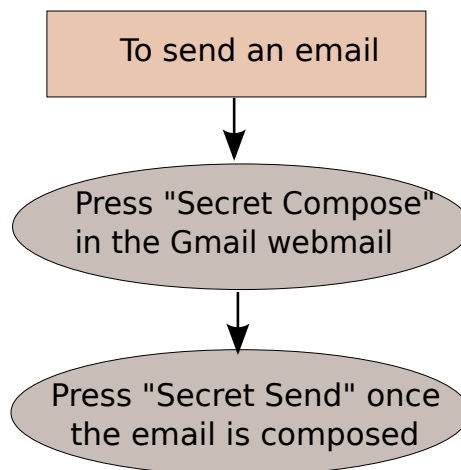 To send an email
Press "Secret Compose"
in the Gmail webmail
Press "Secret Send" once
the email is composed